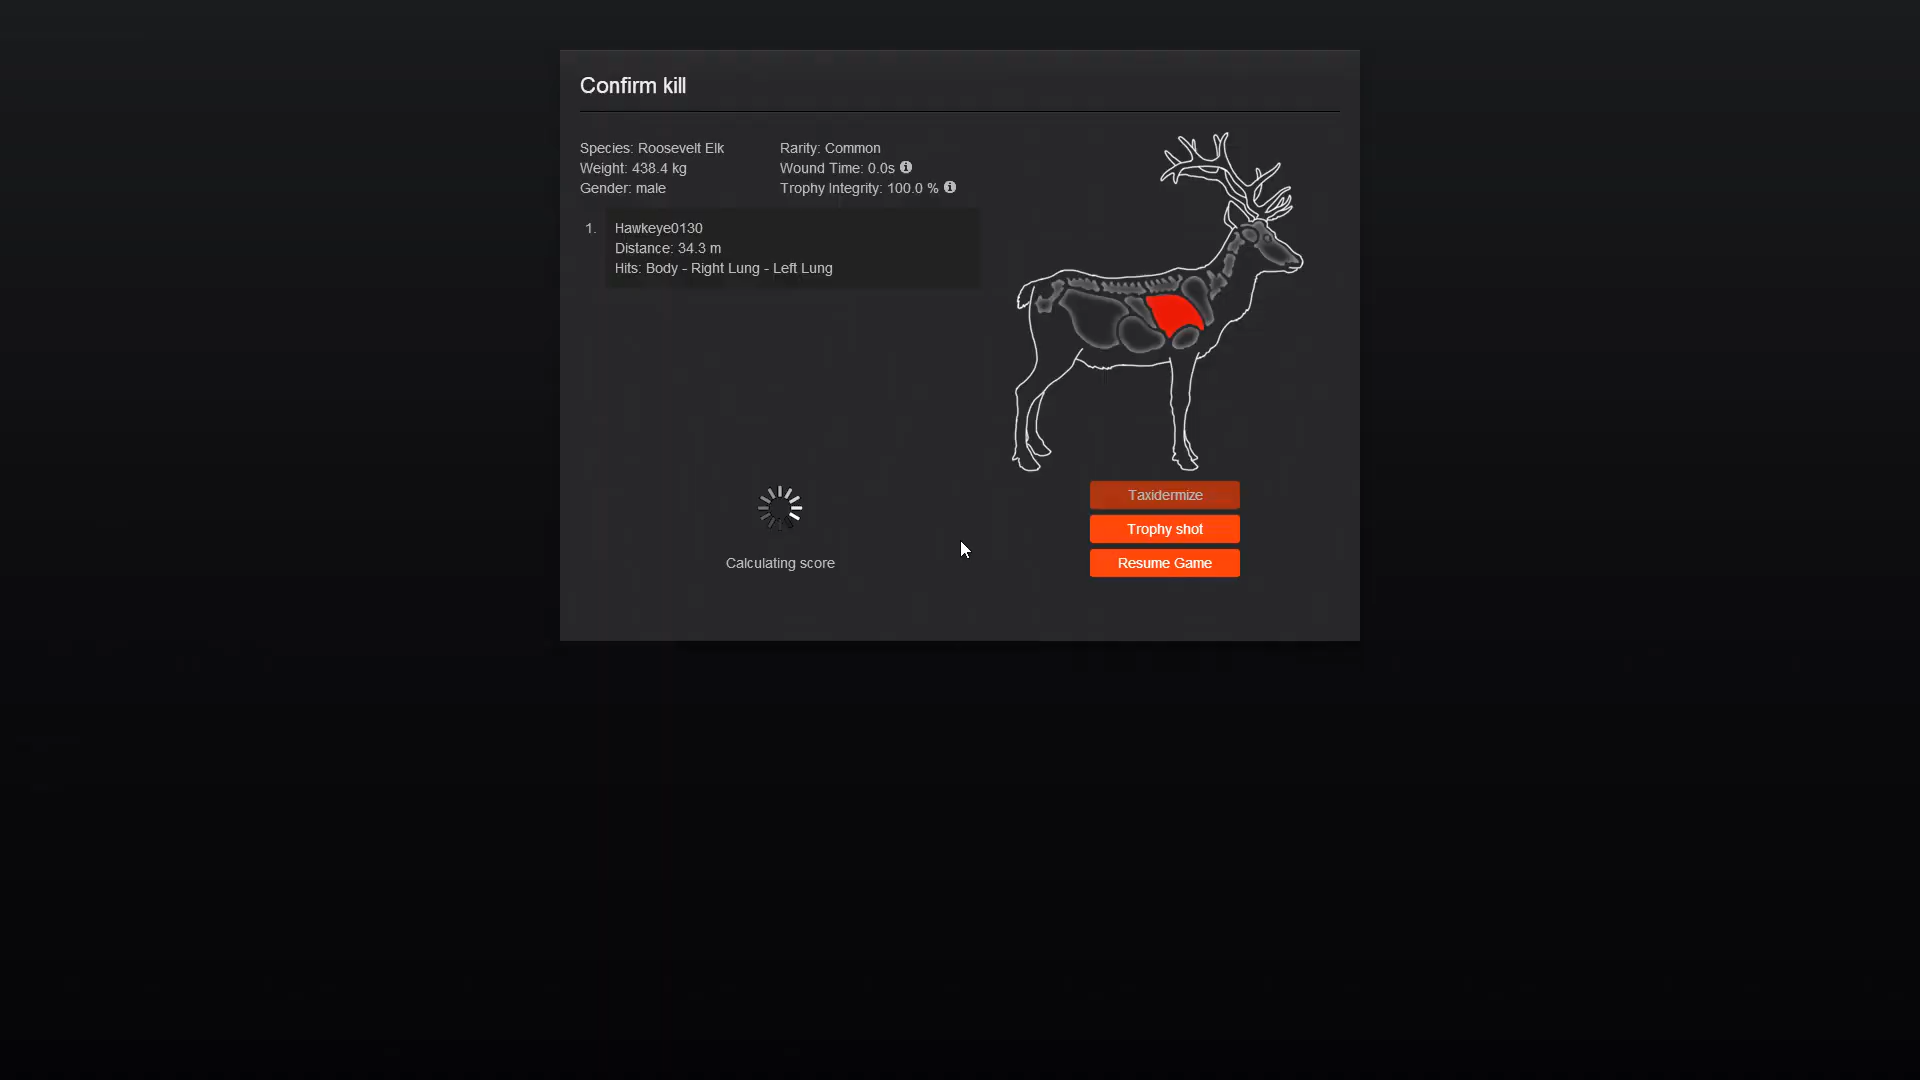 Confirm kill
Species: Roosevelt Elk
Weight: 438.4 kg
Gender: male
Rarity: Common
Wound Time: 0.0s
Trophy Integrity: 100.0 %
1.
Hawkeye0130
Distance: 34.3 m
Hits: Body - Right Lung - Left Lung
Calculating score
Taxidermize
Trophy shot
Resume Game